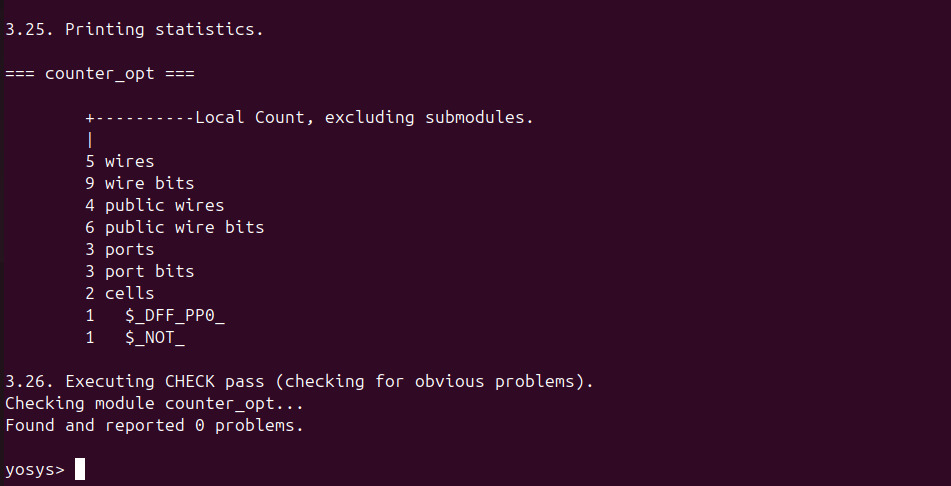 3.25. Printing statistics.
=== counter_opt ===
+----------Local Count, excluding submodules.
|
5 wires
9 wire bits
4 public wires
6 public wire bits
3 ports
3 port bits
2 cells
1   $_DFF_PP0_
1   $_NOT_
3.26. Executing CHECK pass (checking for obvious problems).
Checking module counter_opt...
Found and reported 0 problems.
yosys>